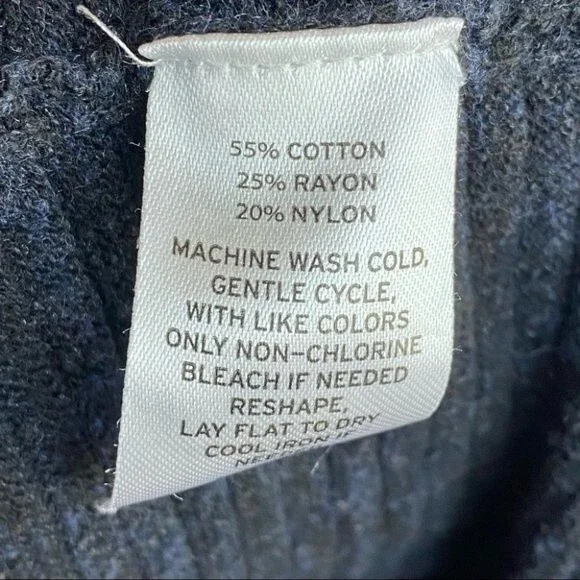 55% COTTON
25% RAYON
20% NYLON
MACHINE WASH COLD,
GENTLE CYCLE,
WITH LIKE COLORS
ONLY NON-CHLORINE
BLEACH IF NEEDED
RESHAPE,
LAY FLAT TO DRY
COOL IRON IF